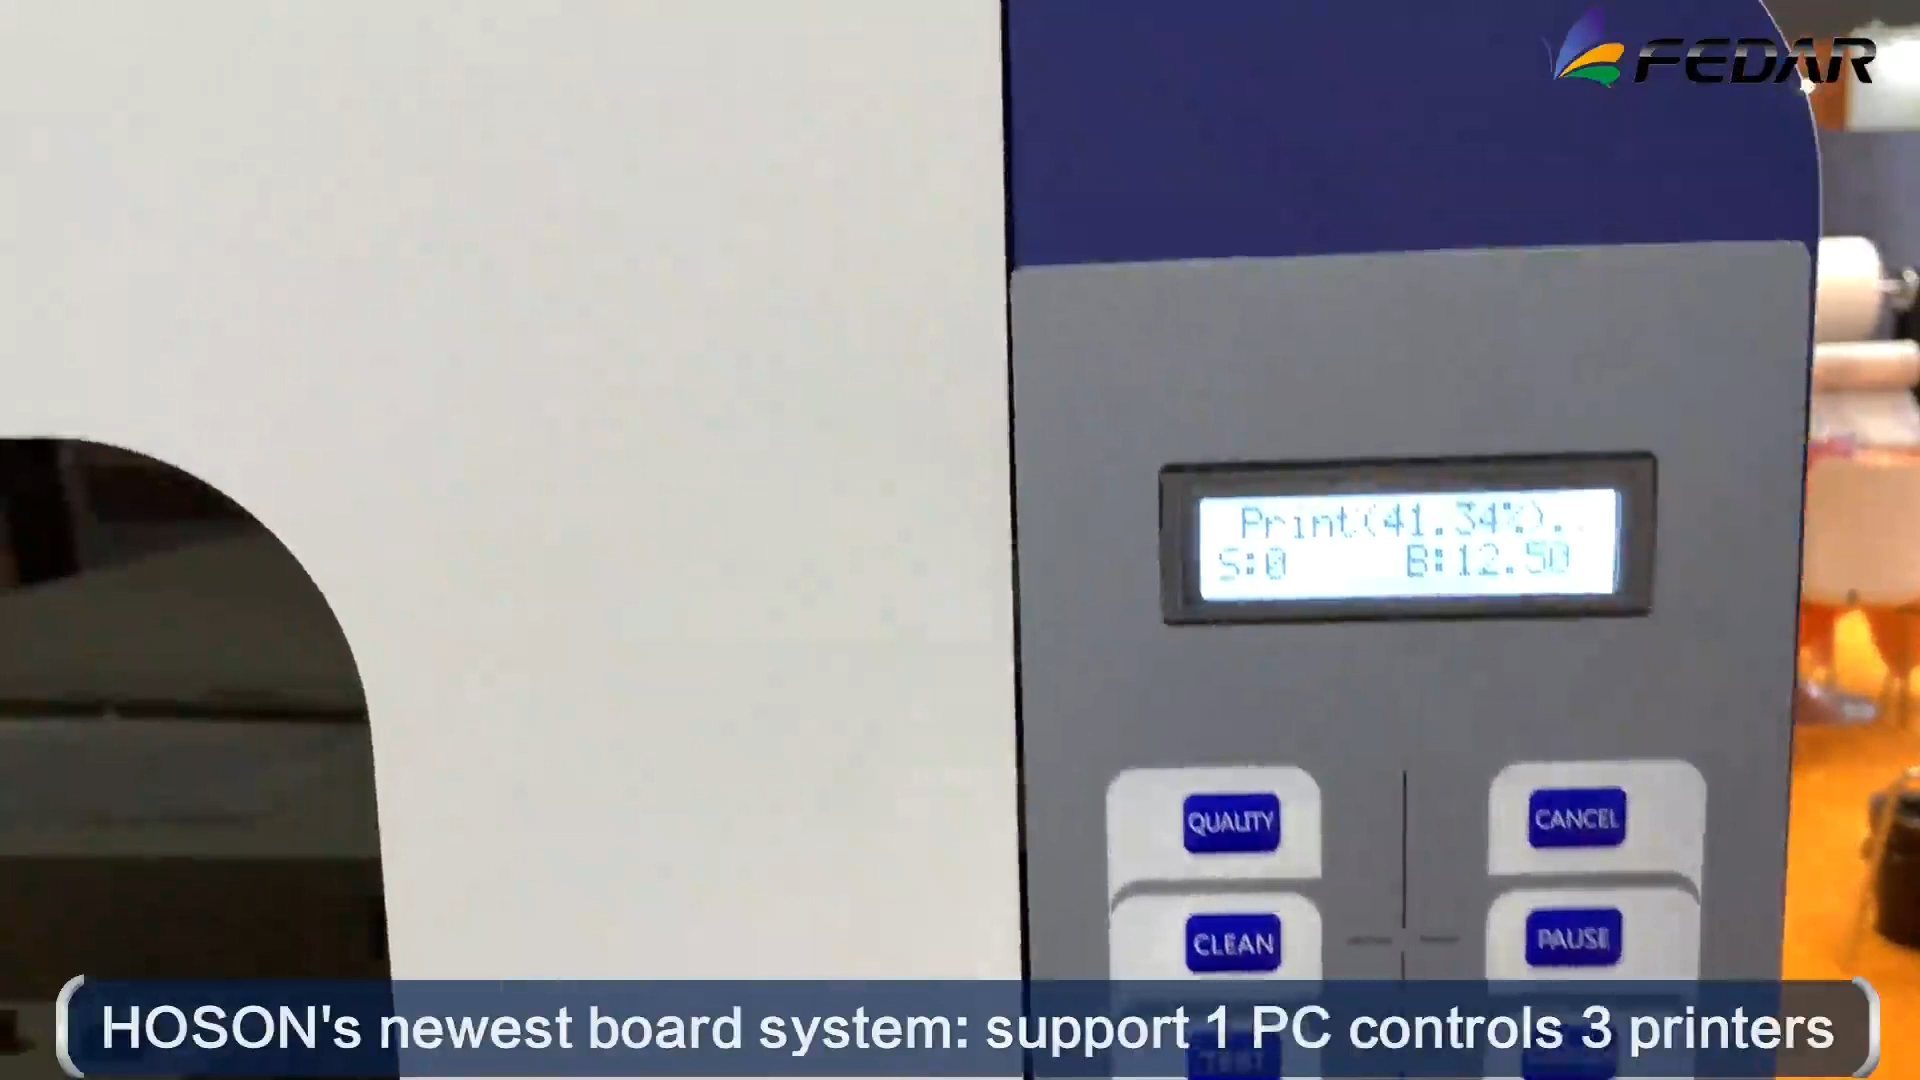 FEDAR
Print(41.34%).
S:0 B:12.50
QUALITY
CANCEL
CLEAN
PAUSE
HOSON's newest board system: support 1 PC controls 3 printers
TEST